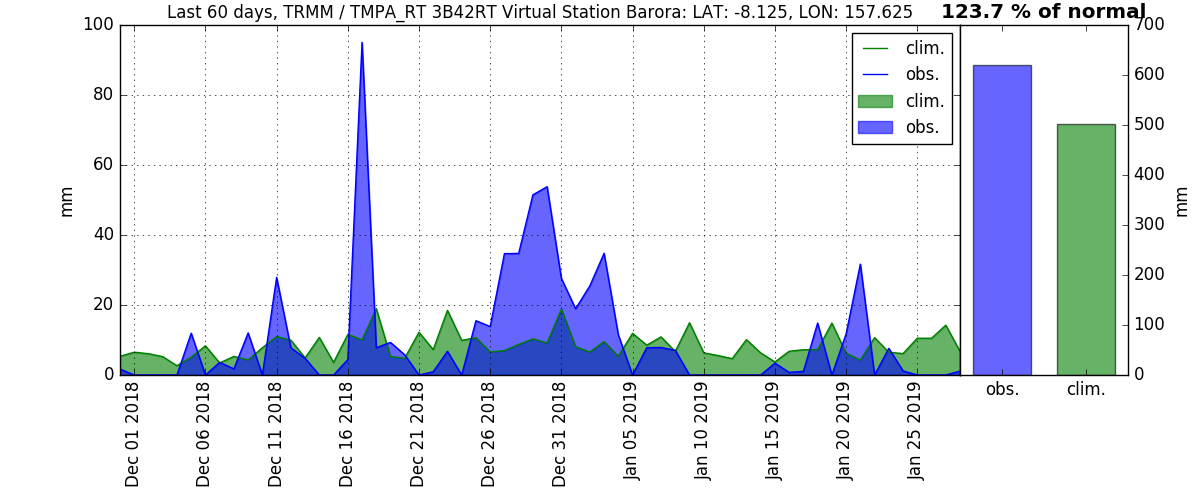 Last 60 days, TRMM / TMPA_RT 3B42RT Virtual Station Barora: LAT: -8.125, LON: 157.625
123.7 % of normal
100
80
60
40
20
0
mm
clim.
obs.
clim.
obs.
700
600
500
400
300
200
100
0
mm
obs.
clim.
Dec 01 2018
Dec 06 2018
Dec 11 2018
Dec 16 2018
Dec 21 2018
Dec 26 2018
Dec 31 2018
Jan 05 2019
Jan 10 2019
Jan 15 2019
Jan 20 2019
Jan 25 2019